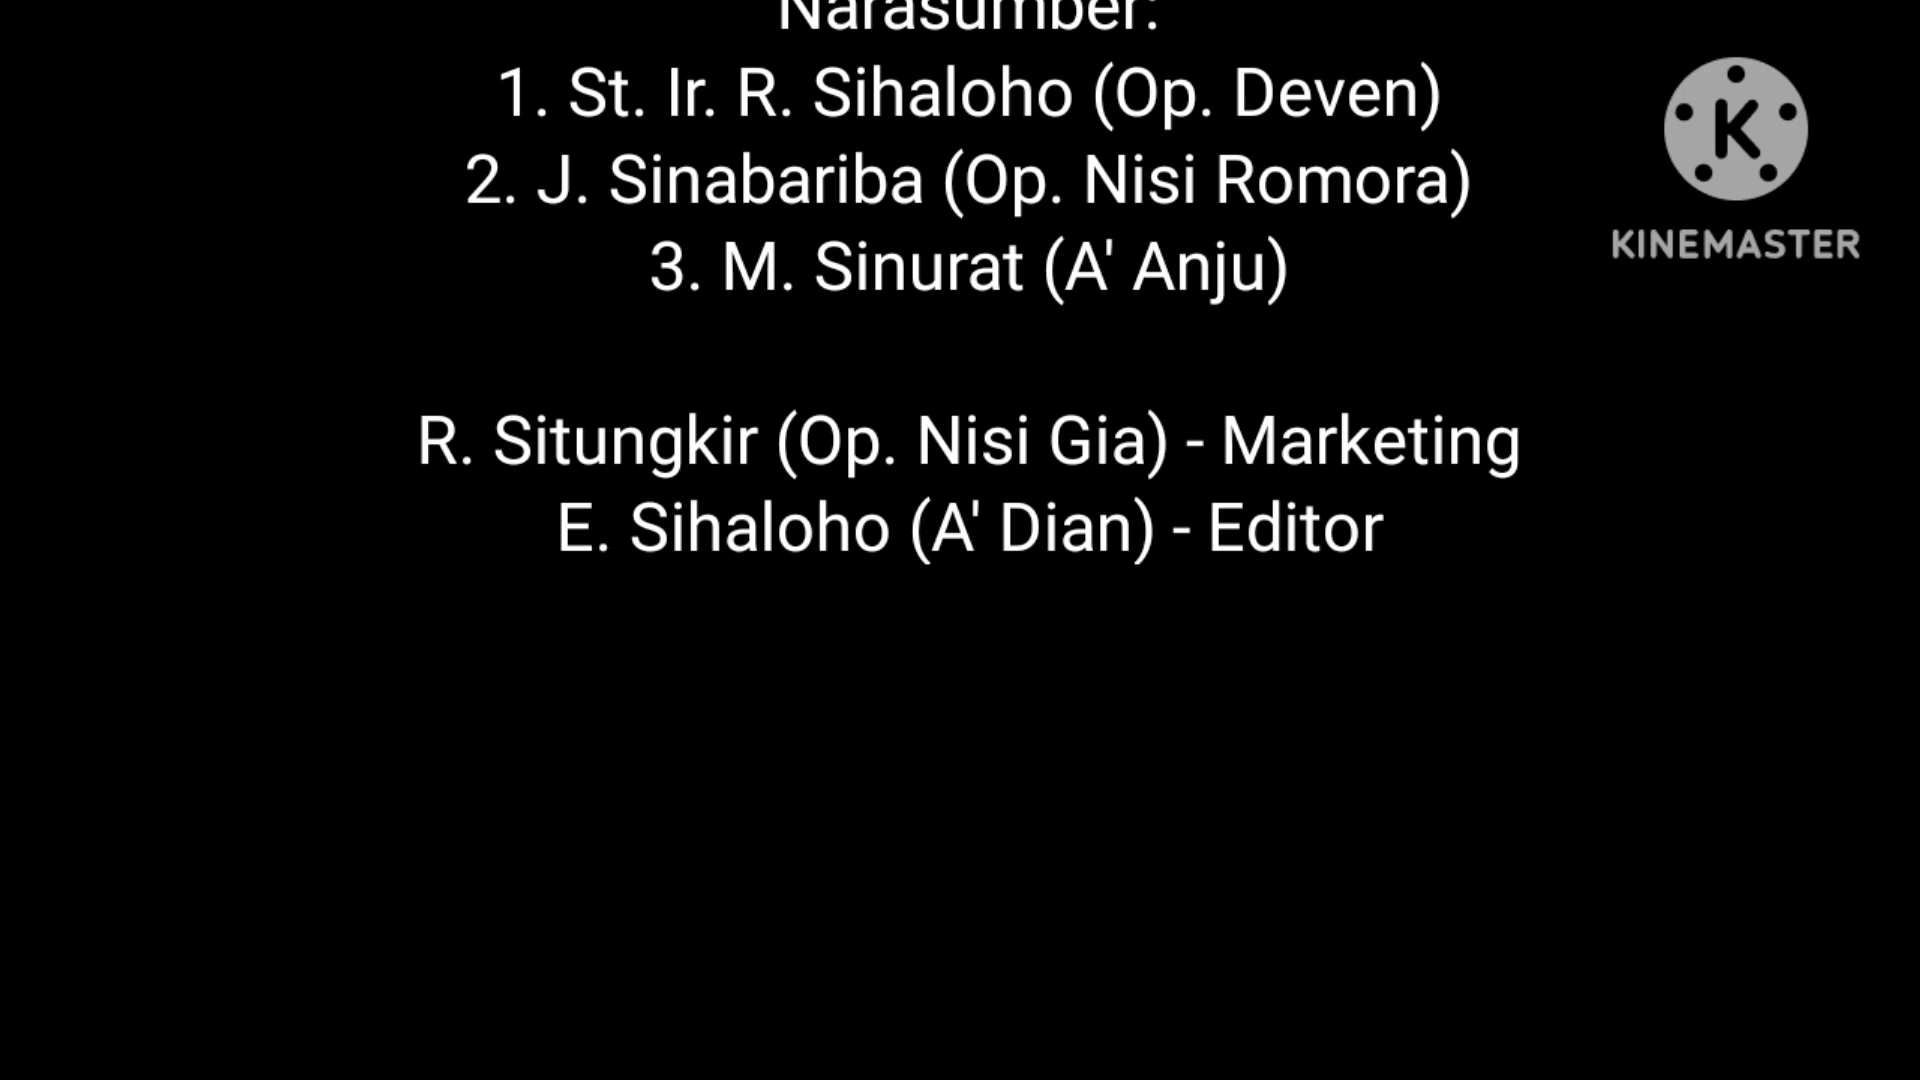 Narasumber:
1. St. Ir. R. Sihaloho (Op. Deven)
2. J. Sinabariba (Op. Nisi Romora)
3. M. Sinurat (A' Anju)
R. Situngkir (Op. Nisi Gia) - Marketing
E. Sihaloho (A' Dian) - Editor
K
KINEMASTER